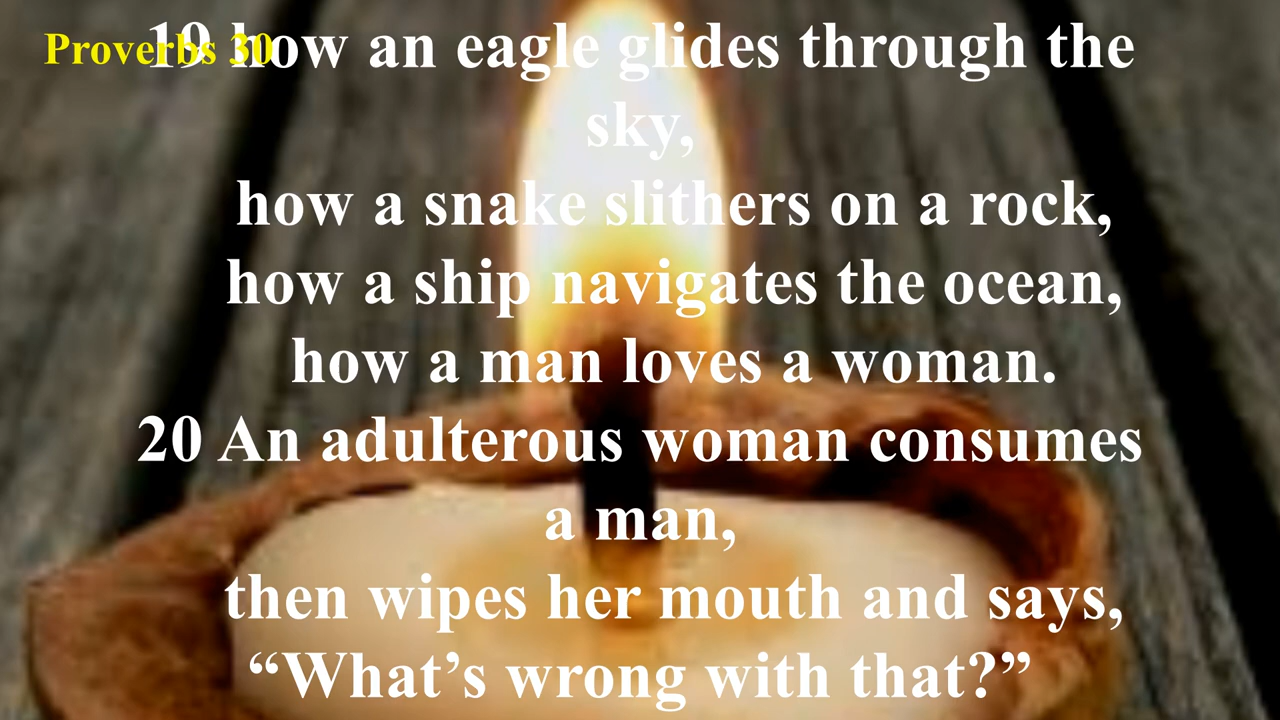 Proverbs 30
19 how an eagle glides through the
sky,
how a snake slithers on a rock,
how a ship navigates the ocean,
how a man loves a woman.
20 An adulterous woman consumes
a man,
then wipes her mouth and says,
“What’s wrong with that?”